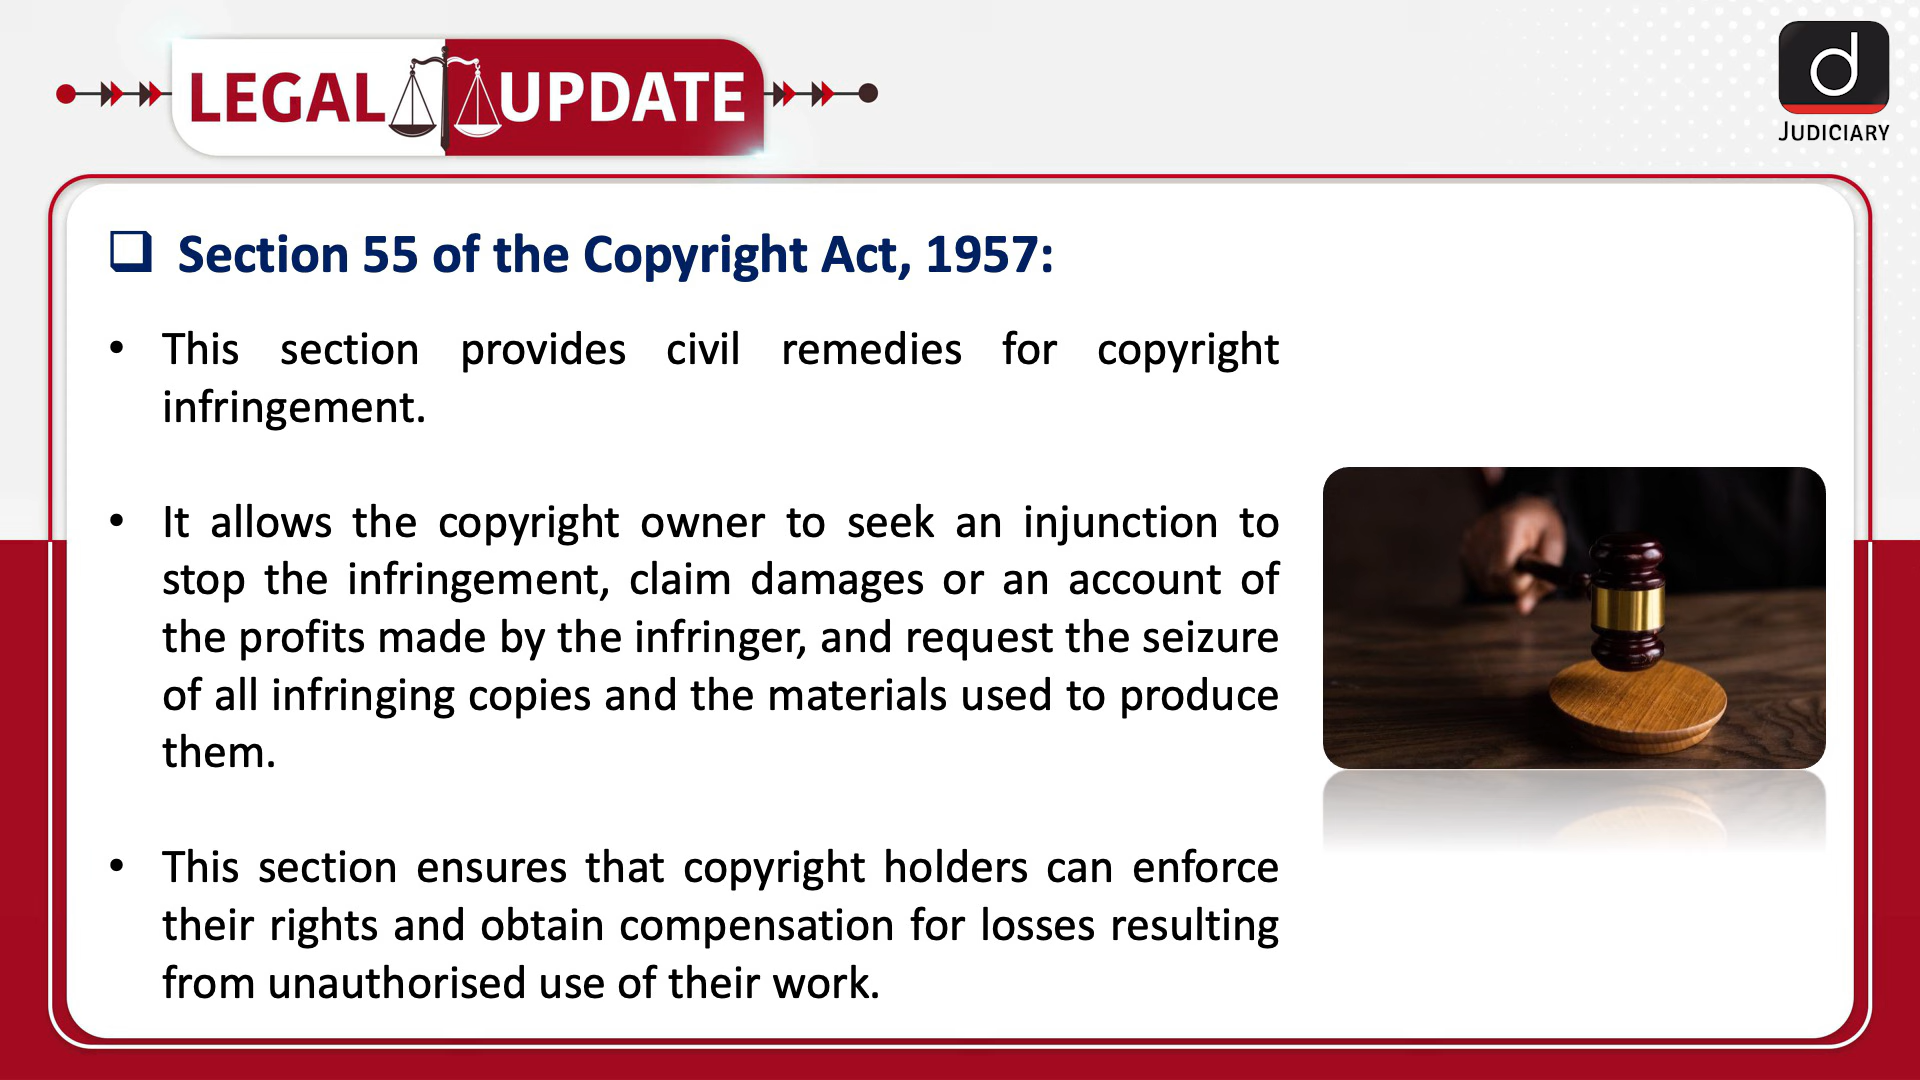 LEGAL UPDATE
d
JUDICIARY
Section 55 of the Copyright Act, 1957:
• This section provides civil remedies for copyright
infringement.
• It allows the copyright owner to seek an injunction to
stop the infringement, claim damages or an account of
the profits made by the infringer, and request the seizure
of all infringing copies and the materials used to produce
them.
• This section ensures that copyright holders can enforce
their rights and obtain compensation for losses resulting
from unauthorised use of their work.